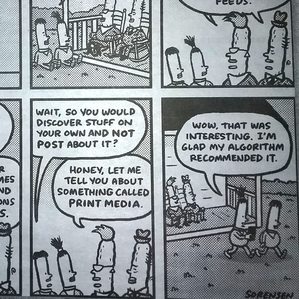 FEEDS.
WAIT, SO YOU WOULD
DISCOVER STUFF ON
YOUR OWN AND NOT
POST ABOUT IT?
HONEY, LET ME
TELL YOU ABOUT
SOMETHING CALLED
PRINT MEDIA.
WOW, THAT WAS
INTERESTING. I'M
GLAD MY ALGORITHM
RECOMMENDED IT.
SORENSEN